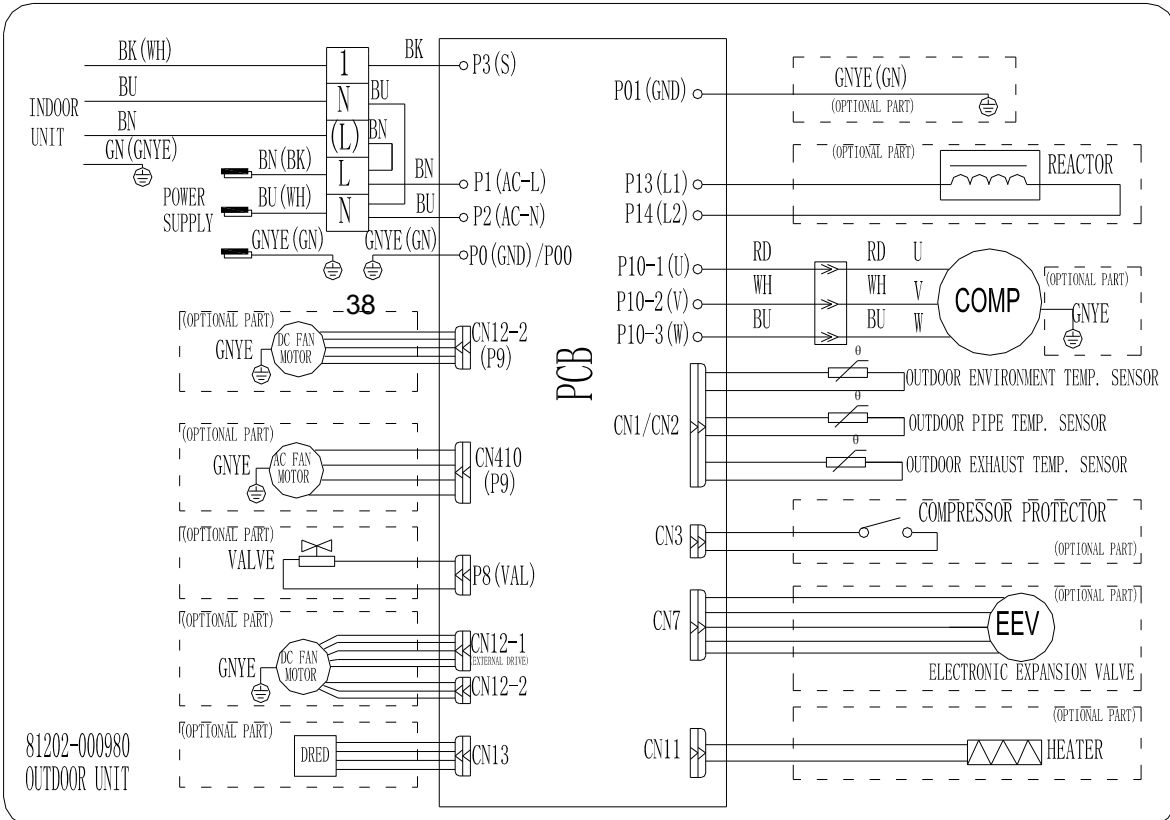 BK(WH)
BU
INDOOR
UNIT
BN
GN(GNYE)
1
N
(L)
L
N
BK
BU
BN
BN
BU
P3(S)
P1(AC-L)
P2(AC-N)
P0(GND)/P00
BN(BK)
POWER
SUPPLY
BU(WH)
GNYE(GN)
GNYE(GN)
38
(OPTIONAL PART)
GNYE
DC FAN
MOTOR
CN12-2
(P9)
(OPTIONAL PART)
GNYE
AC FAN
MOTOR
CN410
(P9)
(OPTIONAL PART)
VALVE
P8(VAL)
(OPTIONAL PART)
GNYE
DC FAN
MOTOR
CN12-1
(EXTERNAL DRIVE)
CN12-2
(OPTIONAL PART)
DRED
CN13
81202-000980
OUTDOOR UNIT
PCB
P01(GND)
GNYE(GN)
(OPTIONAL PART)
(OPTIONAL PART)
REACTOR
P13(L1)
P14(L2)
P10-1(U)
RD
RD
U
P10-2(V)
WH
WH
V
P10-3(W)
BU
BU
W
COMP
(OPTIONAL PART)
GNYE
CN1/CN2
θ
OUTDOOR ENVIRONMENT TEMP. SENSOR
θ
OUTDOOR PIPE TEMP. SENSOR
θ
OUTDOOR EXHAUST TEMP. SENSOR
CN3
COMPRESSOR PROTECTOR
(OPTIONAL PART)
CN7
(OPTIONAL PART)
EEV
ELECTRONIC EXPANSION VALVE
(OPTIONAL PART)
CN11
HEATER